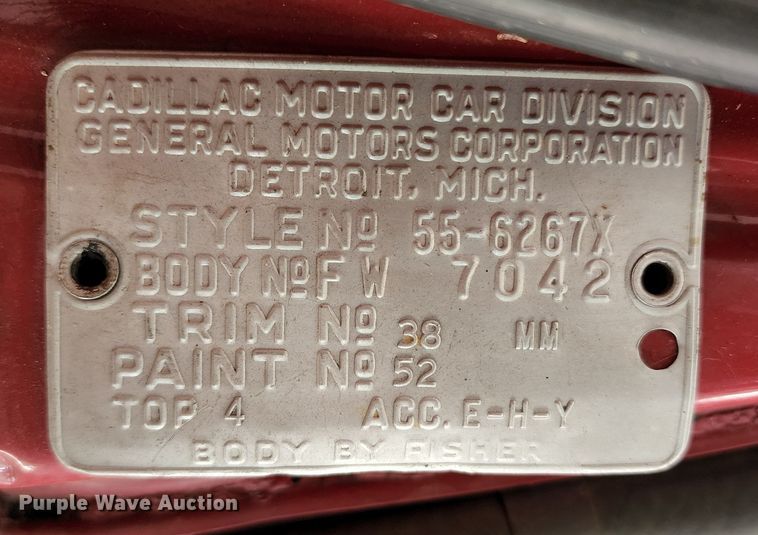 CADILLAC MOTOR CAR DIVISION
GENERAL MOTORS CORPORATION
DETROIT, MICH.
STYLE Nº 55-6267X
BODY Nº F W 7042
TRIM Nº 38 MM
PAINT Nº 52
TOP 4 ACC. E-H-Y
BODY BY FISHER
Purple Wave Auction